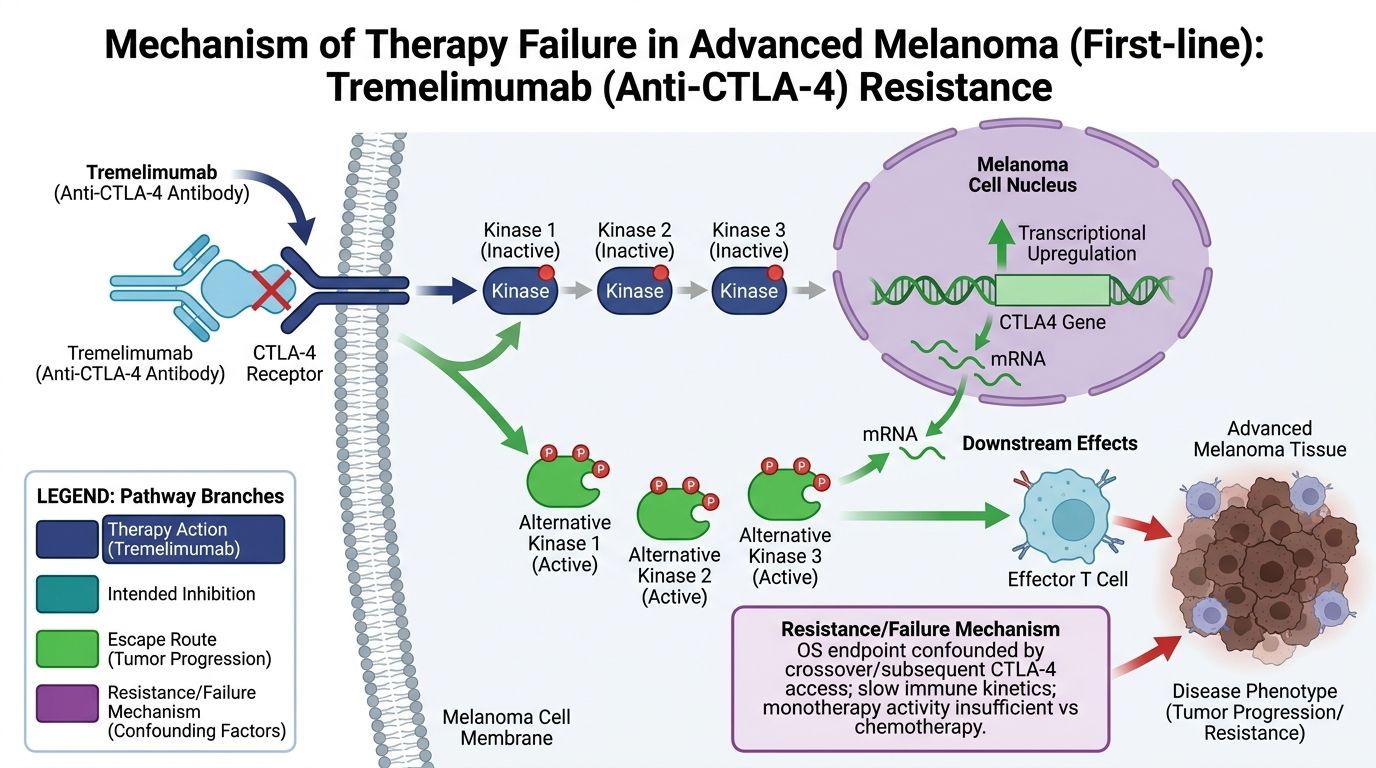 Mechanism of Therapy Failure in Advanced Melanoma (First-line):
Tremelimumab (Anti-CTLA-4) Resistance
Tremelimumab
(Anti-CTLA-4 Antibody)
Tremelimumab
(Anti-CTLA-4 Antibody)
CTLA-4
Receptor
Kinase 1
(Inactive)
Kinase
Kinase 2
(Inactive)
Kinase
Kinase 3
(Inactive)
Kinase
Melanoma
Cell Nucleus
Transcriptional
Upregulation
CTLA4 Gene
mRNA
mRNA
P
P
P
Alternative
Kinase 1
(Active)
P
P
P
Alternative
Kinase 2
(Active)
P
P
P
Alternative
Kinase 3
(Active)
Downstream Effects
Effector T Cell
Advanced
Melanoma Tissue
Disease Phenotype
(Tumor Progression/
Resistance)
LEGEND: Pathway Branches
Therapy Action
(Tremelimumab)
Intended Inhibition
Escape Route
(Tumor Progression)
Resistance/Failure
Mechanism
(Confounding Factors)
Melanoma Cell
Membrane
Resistance/Failure Mechanism
OS endpoint confounded by
crossover/subsequent CTLA-4
access; slow immune kinetics;
monotherapy activity insufficient vs
chemotherapy.